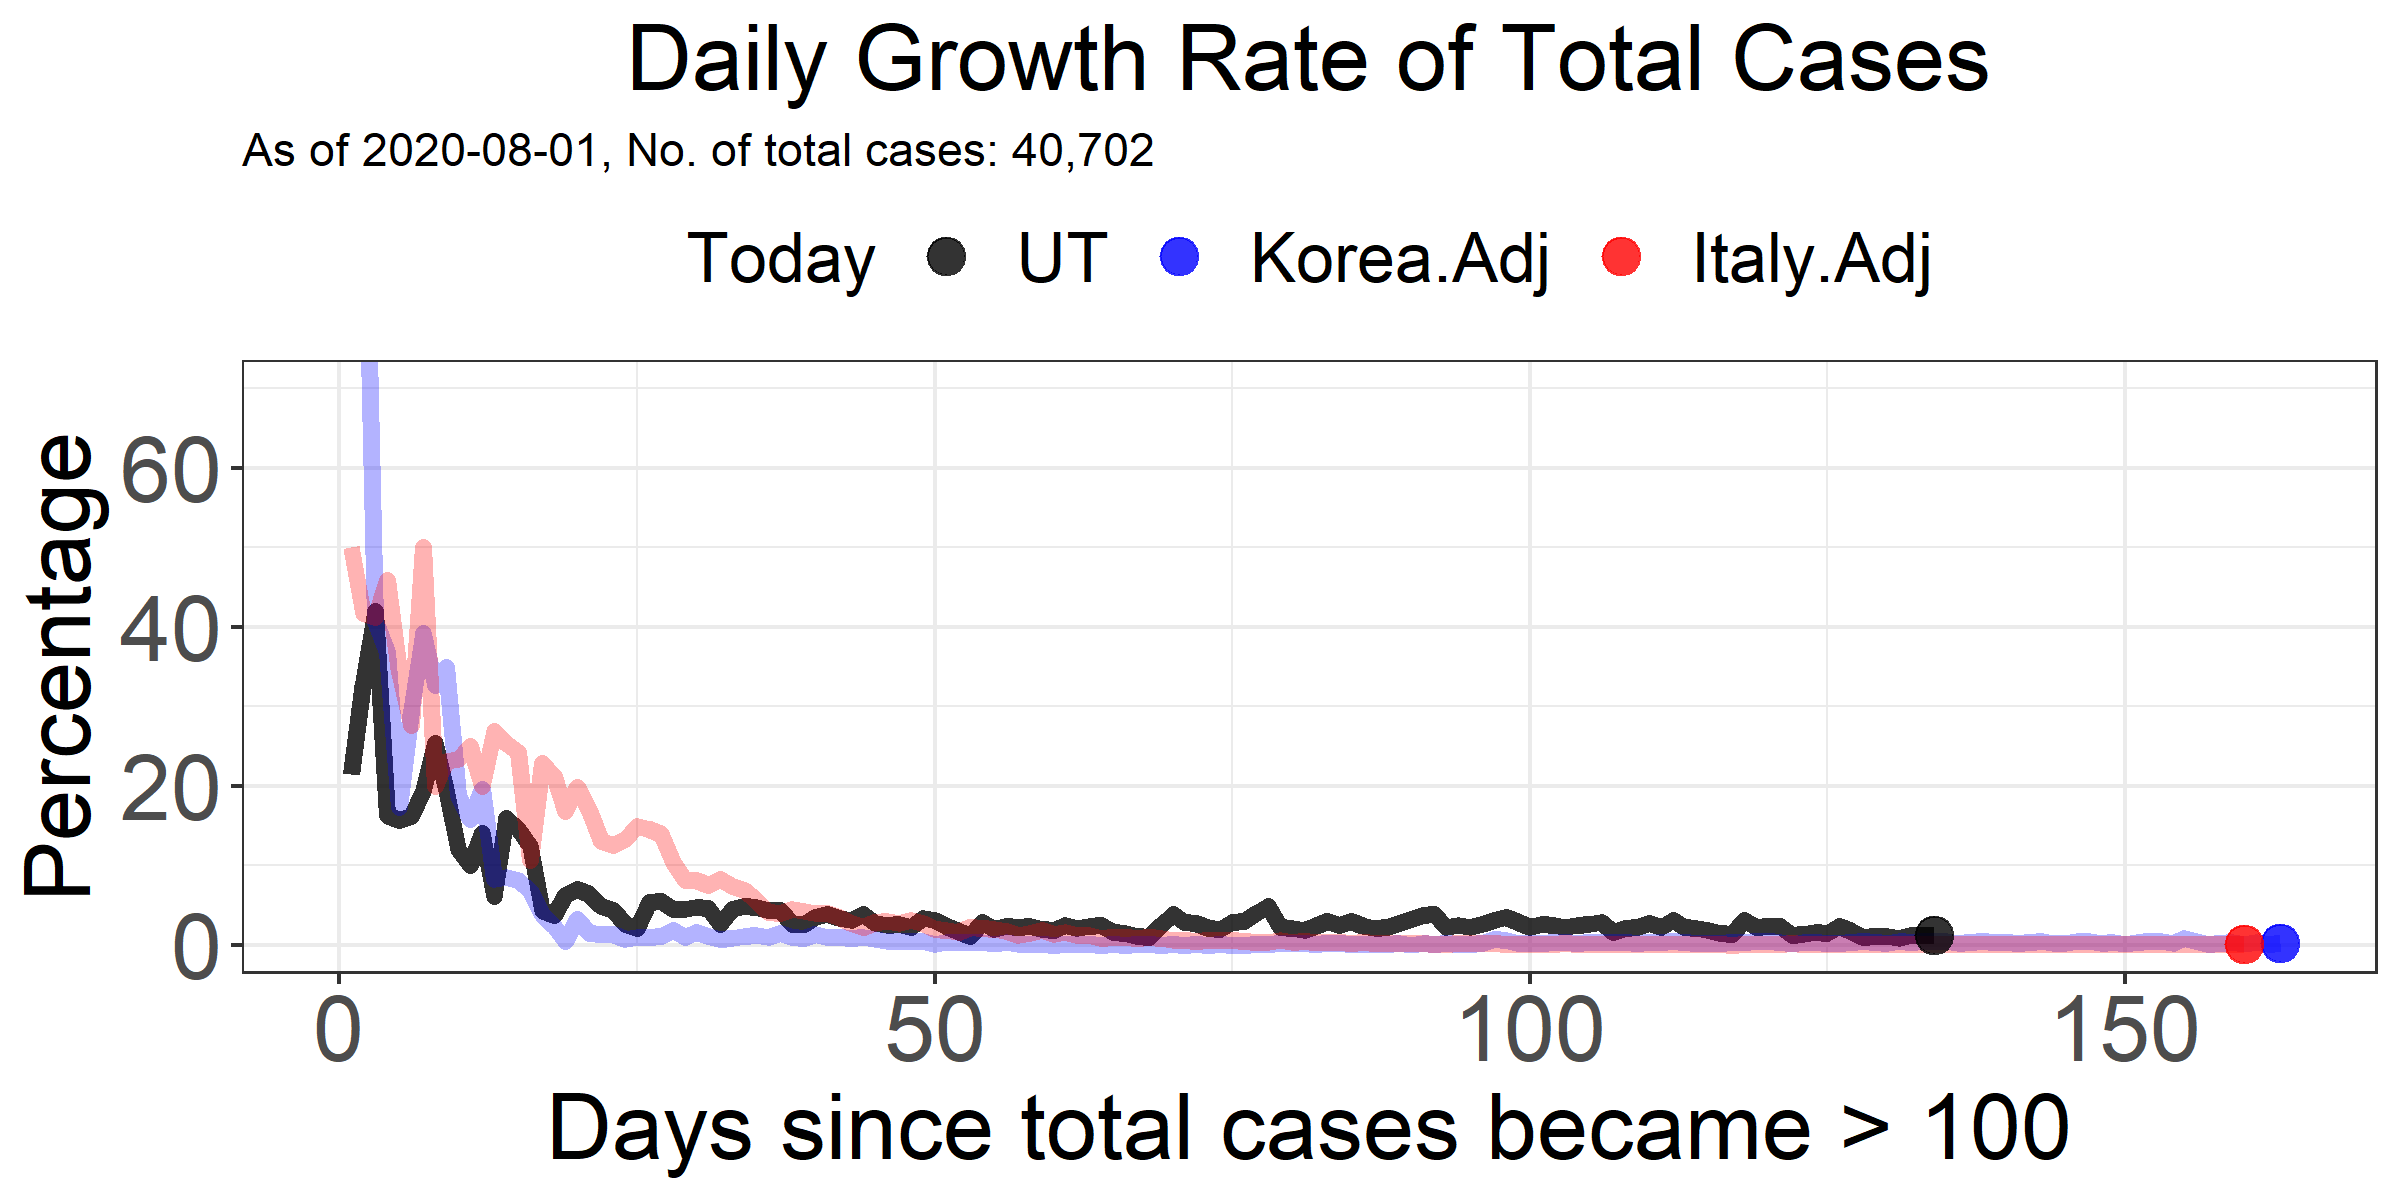 Daily Growth Rate of Total Cases
As of 2020-08-01, No. of total cases: 40,702
Today UT Korea.Adj Italy.Adj
Percentage
60
40
20
0
0 50 100 150
Days since total cases became > 100